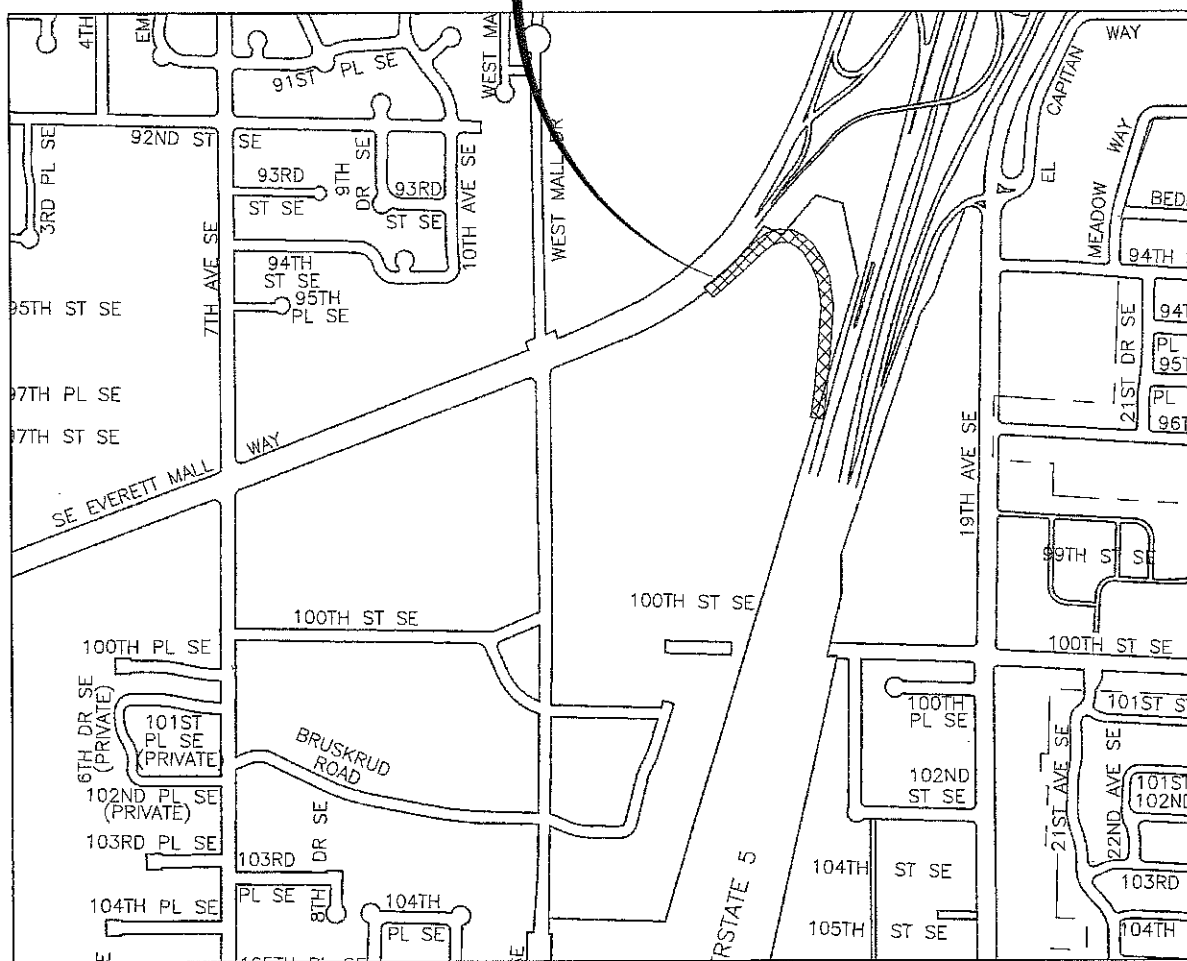 4TH
EM
91ST PL SE
WEST MA
WAY
EL CAPITAN
92ND ST SE
3RD PL SE
93RD
ST SE
9TH
DR SE
93RD
ST SE
10TH AVE SE
WEST MALL DR
MEADOW WAY
BED
94TH
7TH AVE SE
94TH
ST SE
95TH
PL SE
95TH ST SE
21ST DR SE
94T
PL
95T
PL
96T
97TH PL SE
97TH ST SE
SE EVERETT MALL WAY
19TH AVE SE
99TH ST SE
100TH ST SE
100TH ST SE
100TH ST SE
100TH PL SE
6TH DR SE
(PRIVATE)
101ST
PL SE
(PRIVATE)
100TH
PL SE
101ST S
BRUSKRUD
ROAD
102ND PL SE
(PRIVATE)
102ND
ST SE
21ST AVE SE
22ND AVE SE
101ST
102ND
103RD PL SE
103RD
PL SE
8TH DR SE
INTERSTATE 5
104TH ST SE
103RD
104TH PL SE
104TH
PL SE
105TH ST SE
104TH
105TH PL SE
SE